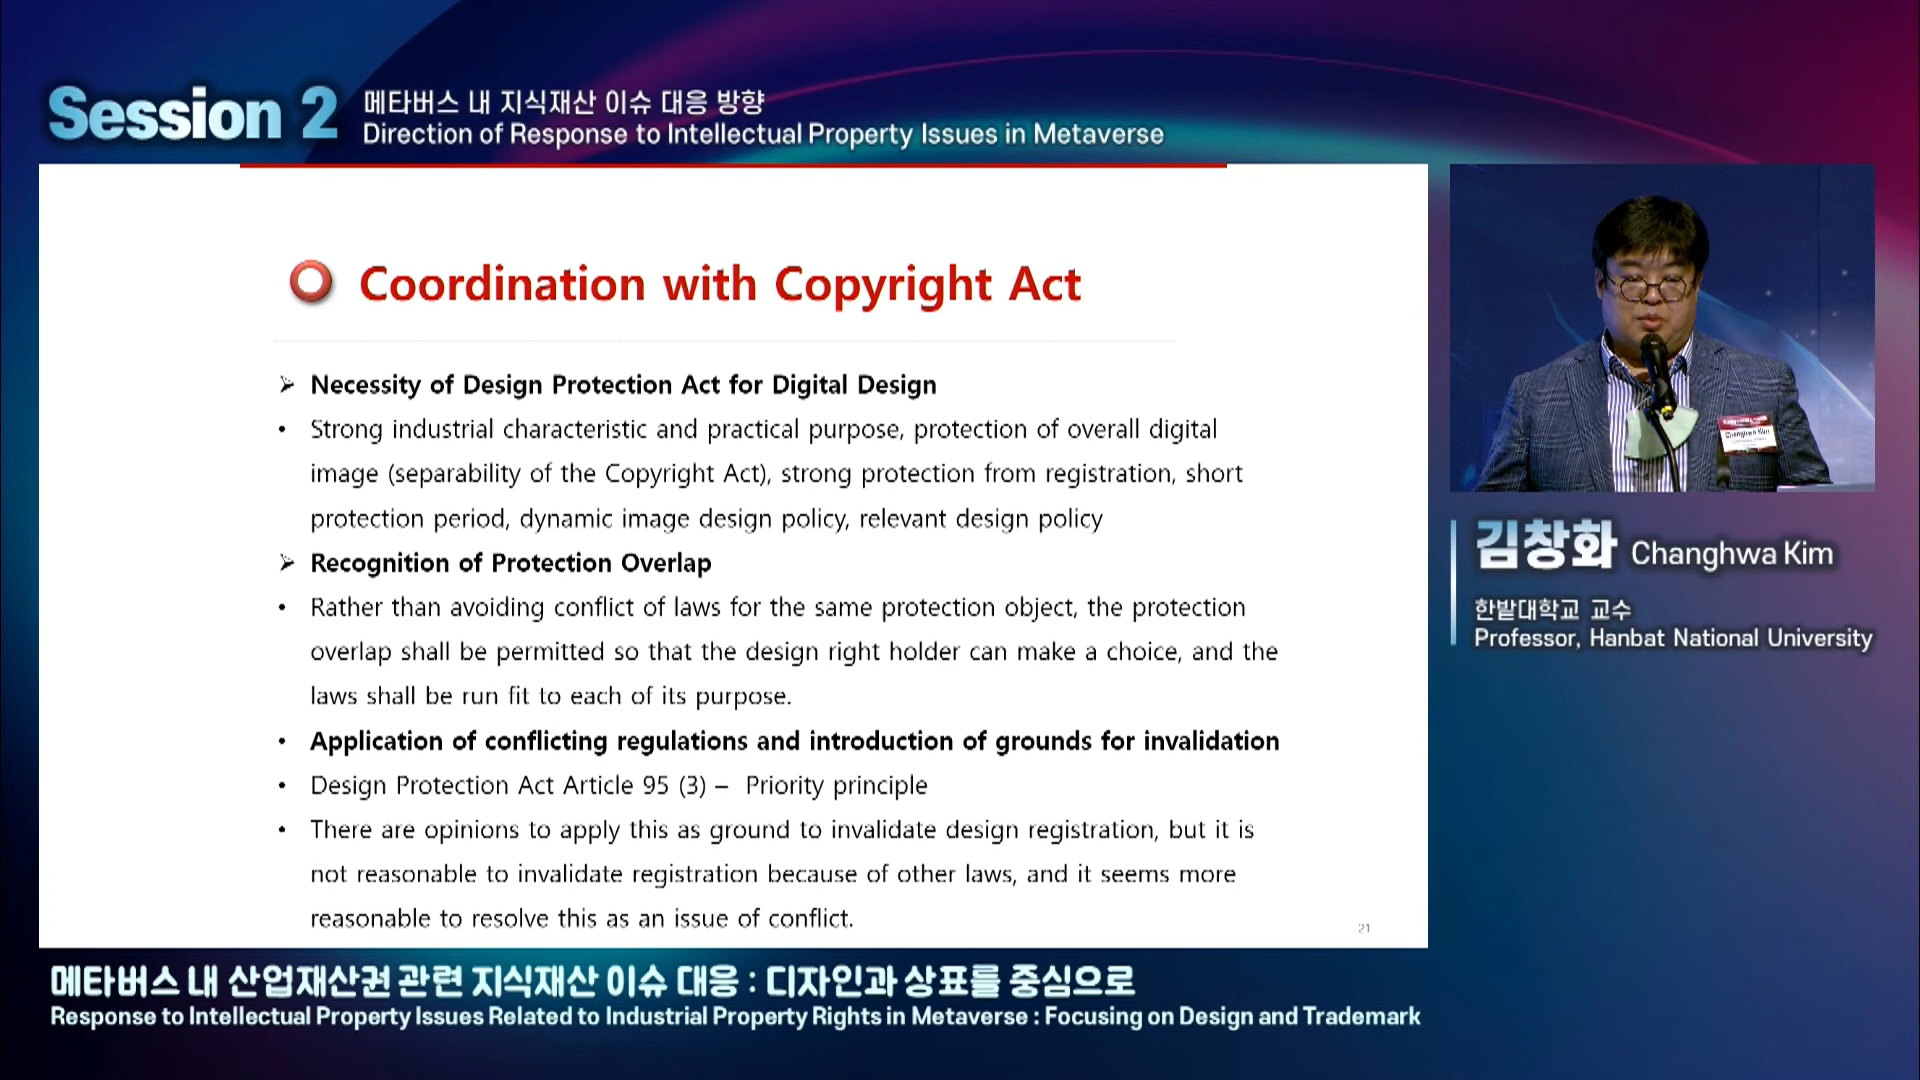 Session 2
메타버스 내 지식재산 이슈 대응 방향
Direction of Response to Intellectual Property Issues in Metaverse
Coordination with Copyright Act
➢ Necessity of Design Protection Act for Digital Design
• Strong industrial characteristic and practical purpose, protection of overall digital
image (separability of the Copyright Act), strong protection from registration, short
protection period, dynamic image design policy, relevant design policy
➢ Recognition of Protection Overlap
• Rather than avoiding conflict of laws for the same protection object, the protection
overlap shall be permitted so that the design right holder can make a choice, and the
laws shall be run fit to each of its purpose.
• Application of conflicting regulations and introduction of grounds for invalidation
• Design Protection Act Article 95 (3) – Priority principle
• There are opinions to apply this as ground to invalidate design registration, but it is
not reasonable to invalidate registration because of other laws, and it seems more
reasonable to resolve this as an issue of conflict.
21
Changhwa Kim
김창화 Changhwa Kim
한밭대학교 교수
Professor, Hanbat National University
메타버스 내 산업재산권 관련 지식재산 이슈 대응 : 디자인과 상표를 중심으로
Response to Intellectual Property Issues Related to Industrial Property Rights in Metaverse : Focusing on Design and Trademark